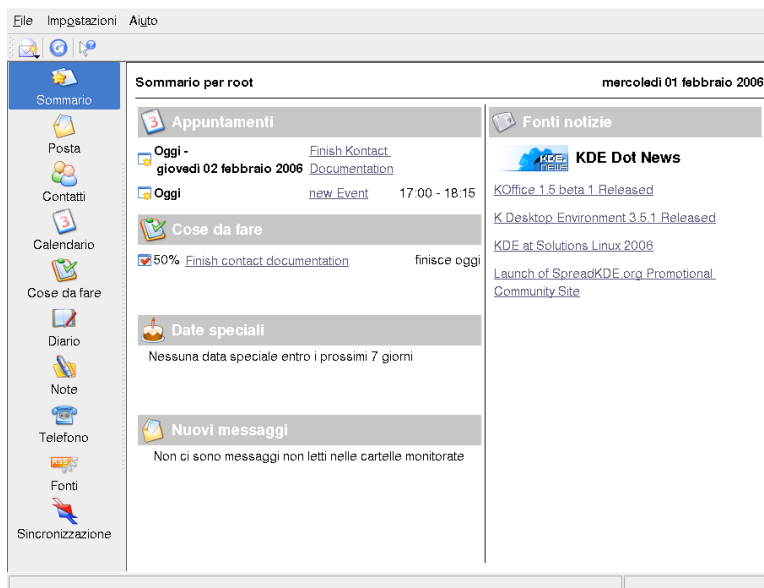 File Impostazioni Aiuto
Sommario
Posta
Contatti
Calendario
Cose da fare
Diario
Note
Telefono
Fonti
Sincronizzazione
Sommario per root mercoledì 01 febbraio 2006
Appuntamenti
Oggi - Finish Kontact
giovedì 02 febbraio 2006 Documentation
Oggi new Event 17:00 - 18:15
Cose da fare
50% Finish contact documentation finisce oggi
Date speciali
Nessuna data speciale entro i prossimi 7 giorni
Nuovi messaggi
Non ci sono messaggi non letti nelle cartelle monitorate
Fonti notizie
KDE Dot News
KOffice 1.5 beta 1 Released
K Desktop Environment 3.5.1 Released
KDE at Solutions Linux 2006
Launch of SpreadKDE.org Promotional
Community Site